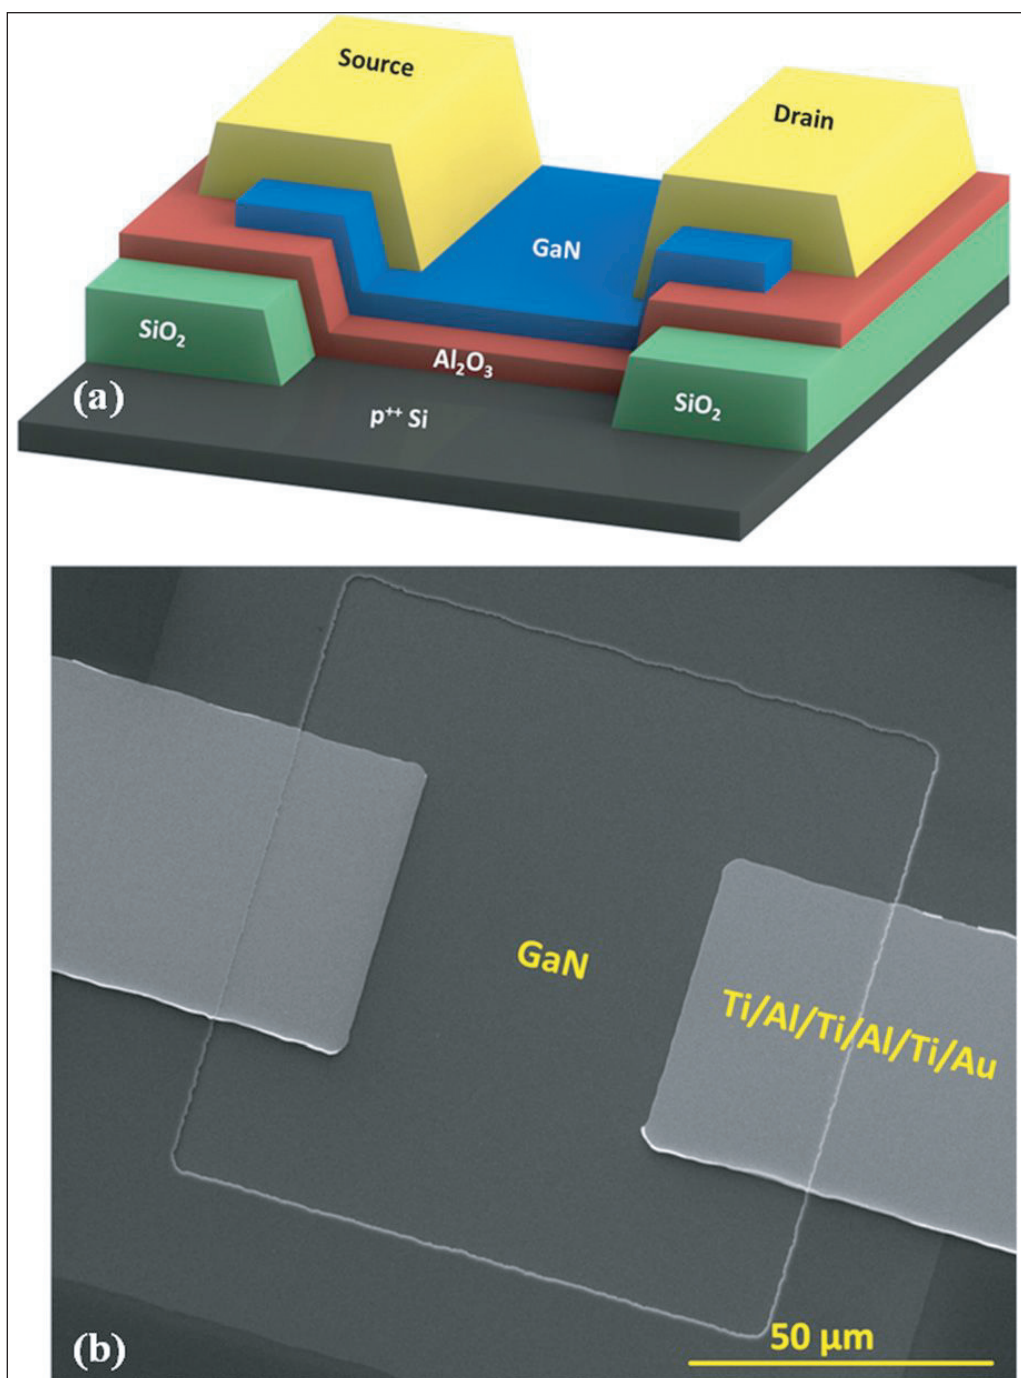 Source
Drain
GaN
SiO₂
Al₂O₃
SiO₂
(a)
p⁺⁺ Si
GaN
Ti/Al/Ti/Al/Ti/Au
50 μm
(b)